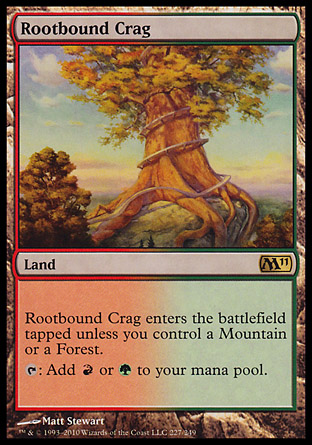 Rootbound Crag
Land
M11
Rootbound Crag enters the battlefield
tapped unless you control a Mountain
or a Forest.
: Add or to your mana pool.
Matt Stewart
™ & © 1993–2010 Wizards of the Coast LLC 227/249